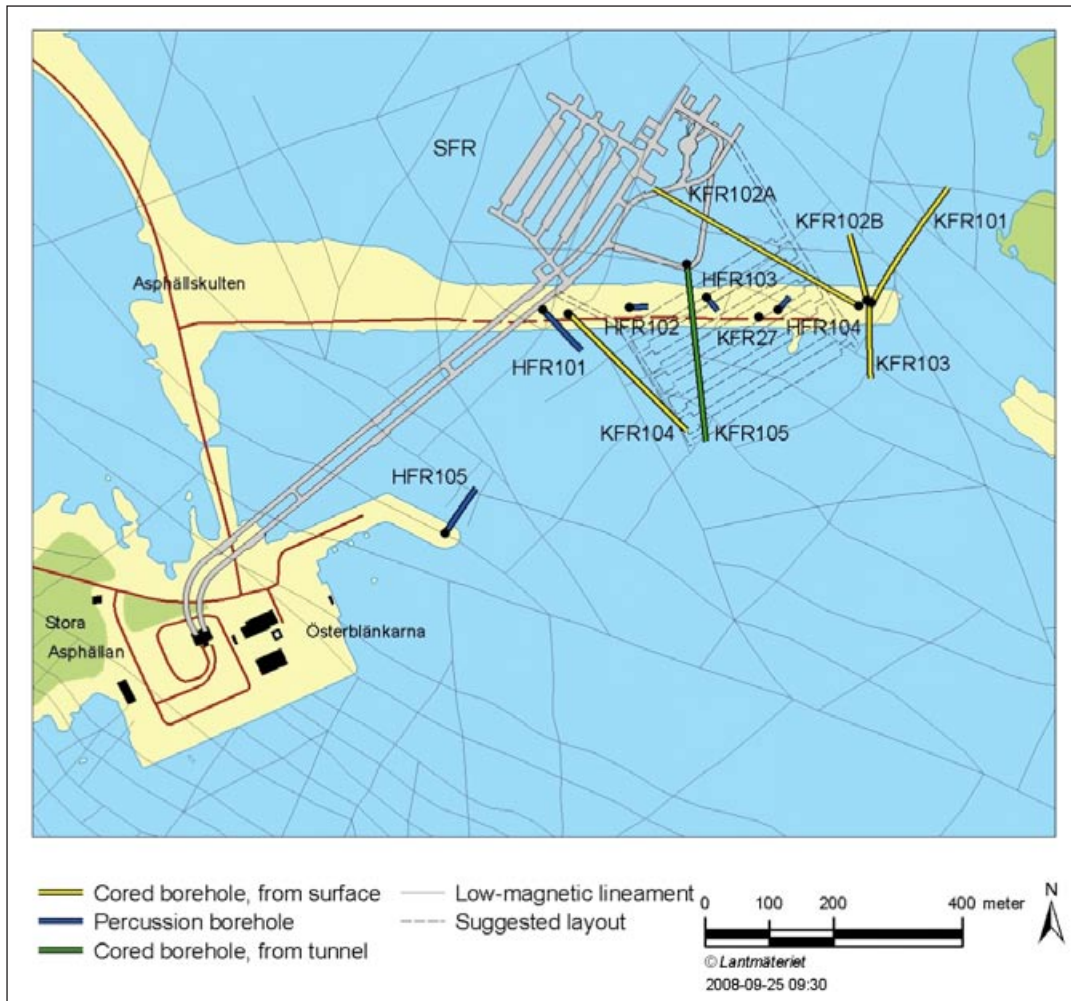 SFR
KFR102A
KFR102B
KFR101
Asphällskulten
HFR103
HFR102
HFR104
KFR27
HFR101
KFR103
KFR104
KFR105
HFR105
Stora
Asphällan
Österblänkarna
Cored borehole, from surface
Percussion borehole
Cored borehole, from tunnel
Low-magnetic lineament
Suggested layout
0 100 200 400 meter
N
© Lantmäteriet
2008-09-25 09:30